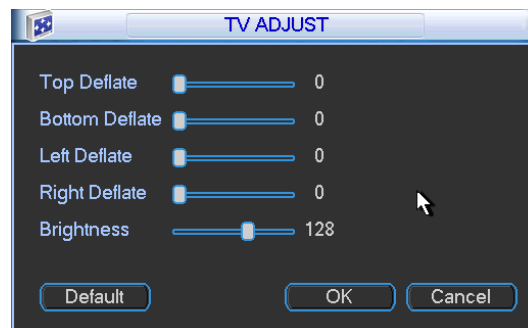 TV ADJUST
Top Deflate 0
Bottom Deflate 0
Left Deflate 0
Right Deflate 0
Brightness 128
Default OK Cancel